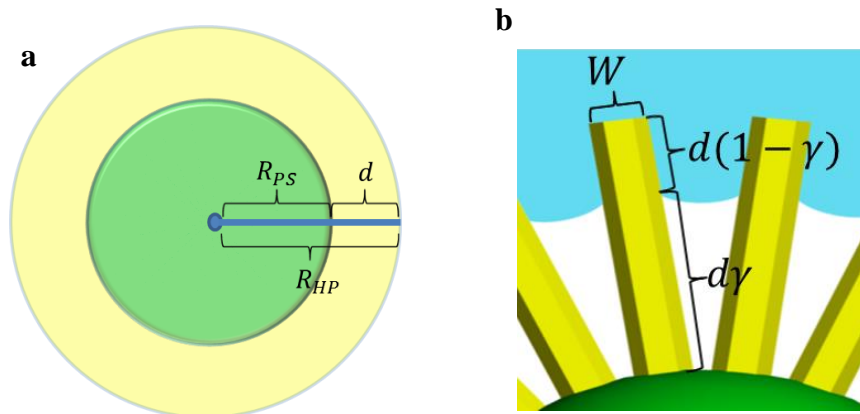 a
R_PS
d
R_HP
b
W
d(1 − γ)
dγ